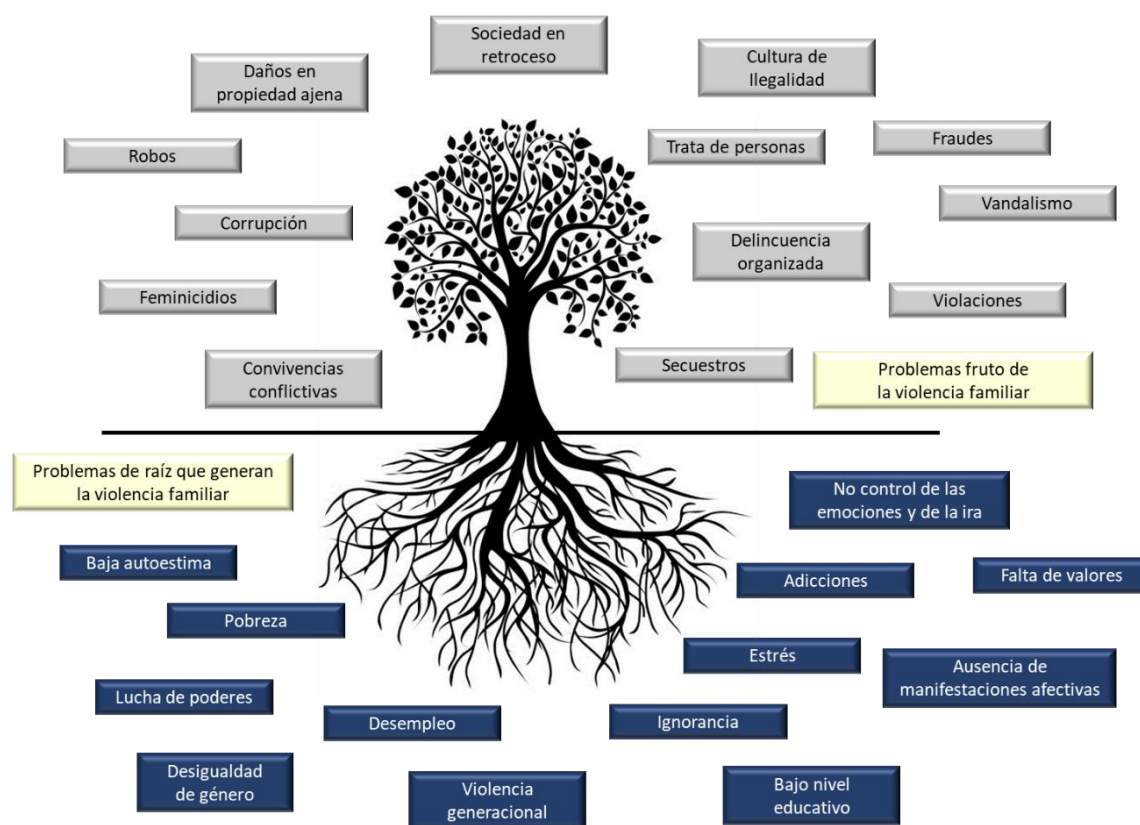 Sociedad en
retroceso
Daños en
propiedad ajena
Cultura de
Ilegalidad
Robos
Trata de personas
Fraudes
Corrupción
Vandalismo
Delincuencia
organizada
Feminicidios
Violaciones
Convivencias
conflictivas
Secuestros
Problemas fruto de
la violencia familiar
Problemas de raíz que generan
la violencia familiar
No control de las
emociones y de la ira
Baja autoestima
Adicciones
Falta de valores
Pobreza
Estrés
Ausencia de
manifestaciones afectivas
Lucha de poderes
Desempleo
Ignorancia
Desigualdad
de género
Violencia
generacional
Bajo nivel
educativo